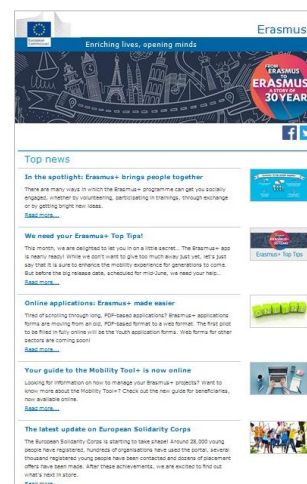 Erasmus
European
Commission
Enriching lives, opening minds
FROM
ERASMUS
TO
ERASMUS
A STORY OF
30 YEAR
Top news
In the spotlight: Erasmus+ brings people together
There are many ways in which the Erasmus+ programme can get you socially
engaged, whether by volunteering, participating in trainings, through exchange
or by getting bright new ideas.
Read more...
We need your Erasmus+ Top Tips!
This month, we are delighted to let you in on a little secret... The Erasmus+ app
is nearly ready! While we don't want to give too much away just yet, let's just
say that it is sure to enhance the mobility experience for generations to come.
But before the big release date, scheduled for mid-June, we need your help..
Read more...
Erasmus+ Top Tips
Online applications: Erasmus+ made easier
Tired of scrolling through long, PDF-based applications? Erasmus+ applications
forms are moving from an old, PDF-based format to a web format. The first pilot
to be filled in fully online will be the Youth application forms. Web forms for other
sectors are coming soon!
Read more...
Your guide to the Mobility Tool+ is now online
Looking for information on how to manage your Erasmus+ projects? Want to
know more about the Mobility Tool+? Check out the new guide for beneficiaries,
now available online.
Read more...
The latest update on European Solidarity Corps
The European Solidarity Corps is starting to take shape! Around 28,000 young
people have registered, hundreds of organisations have used the portal, several
thousand registered young people have been contacted and dozens of placement
offers have been made. After these achievements, we are excited to find out
what's next in store.
Read more...